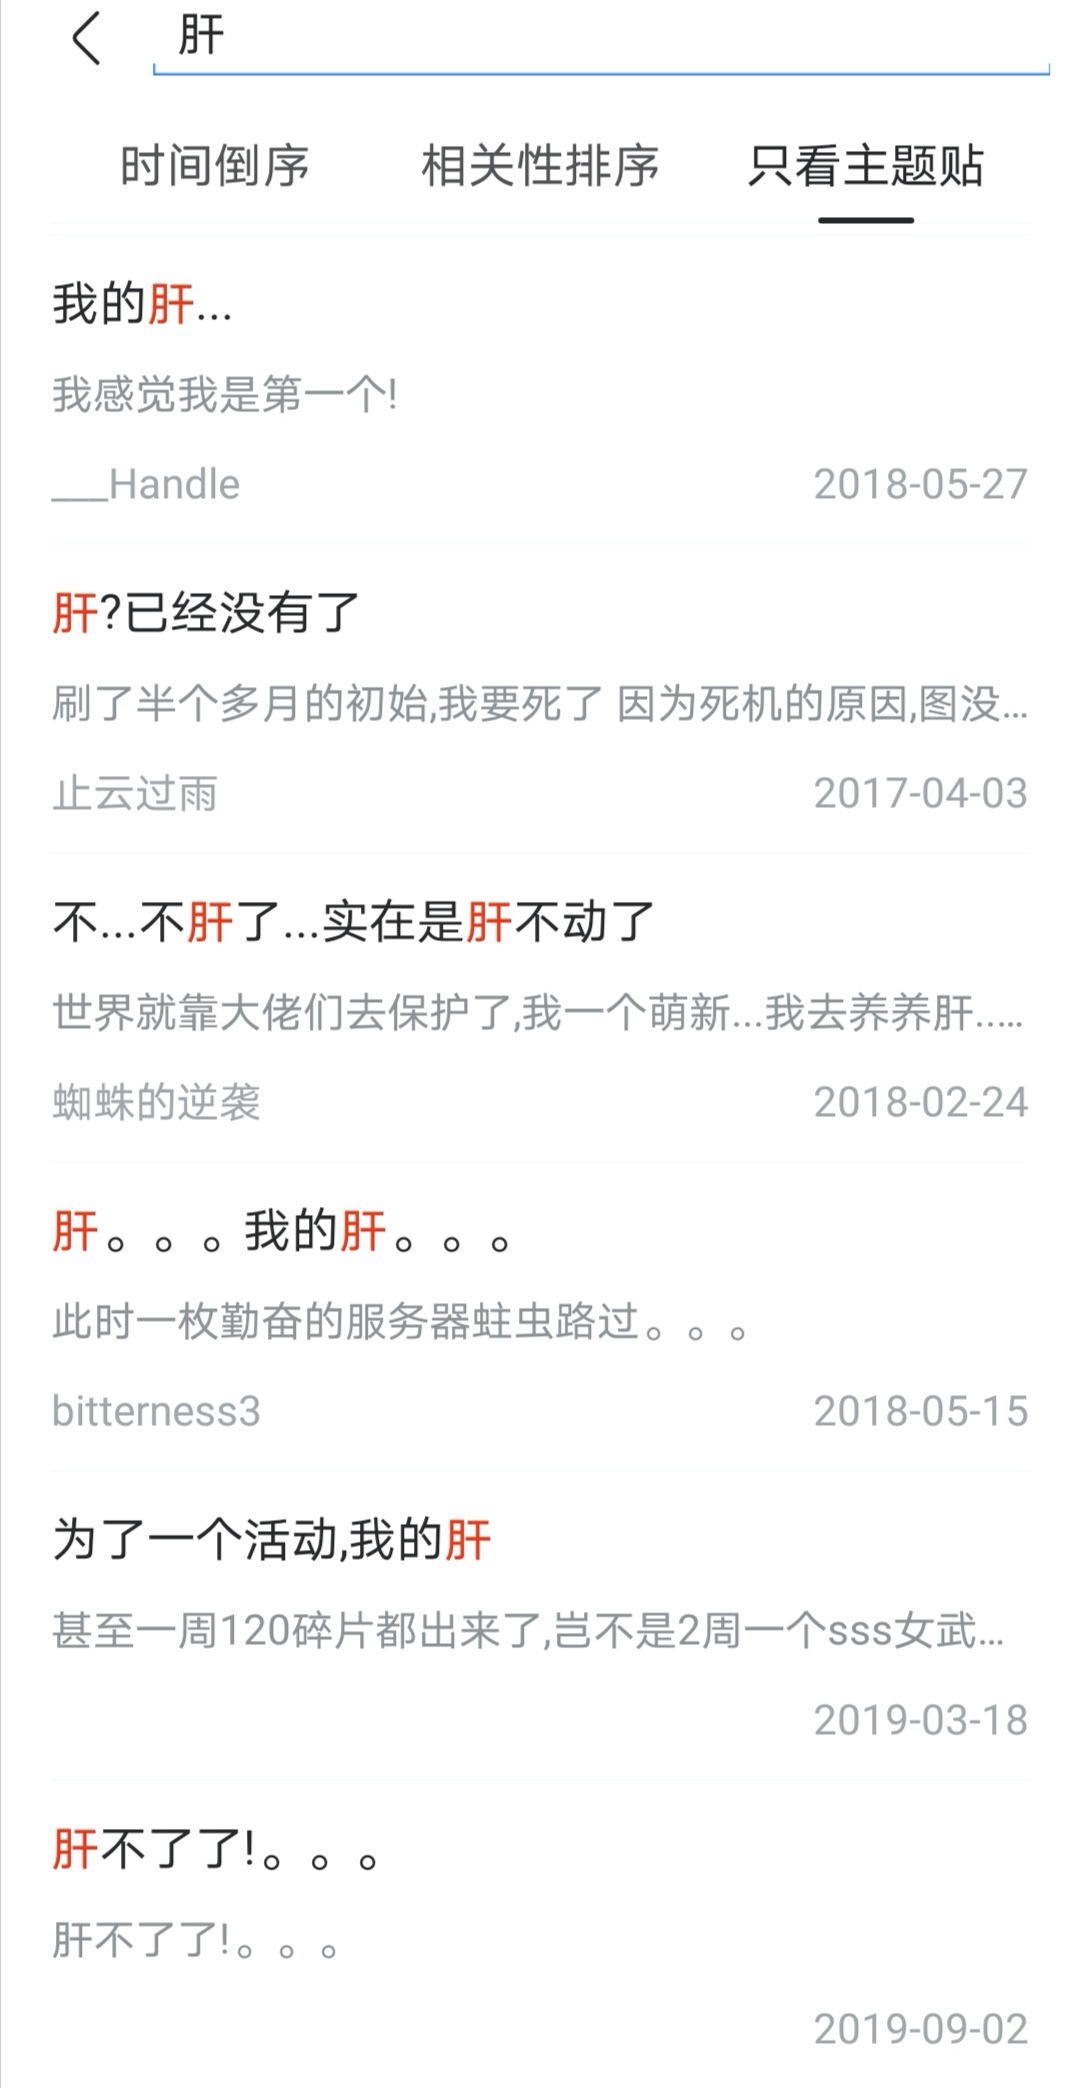 肝
时间倒序 相关性排序 只看主题贴
我的肝...
我感觉我是第一个!
___Handle 2018-05-27
肝?已经没有了
刷了半个多月的初始,我要死了 因为死机的原因,图没...
止云过雨 2017-04-03
不...不肝了...实在是肝不动了
世界就靠大佬们去保护了,我一个萌新...我去养养肝.....
蜘蛛的逆袭 2018-02-24
肝。。。我的肝。。。
此时一枚勤奋的服务器蛀虫路过。。。
bitterness3 2018-05-15
为了一个活动,我的肝
甚至一周120碎片都出来了,岂不是2周一个sss女武...
2019-03-18
肝不了了!。。。
肝不了了!。。。
2019-09-02